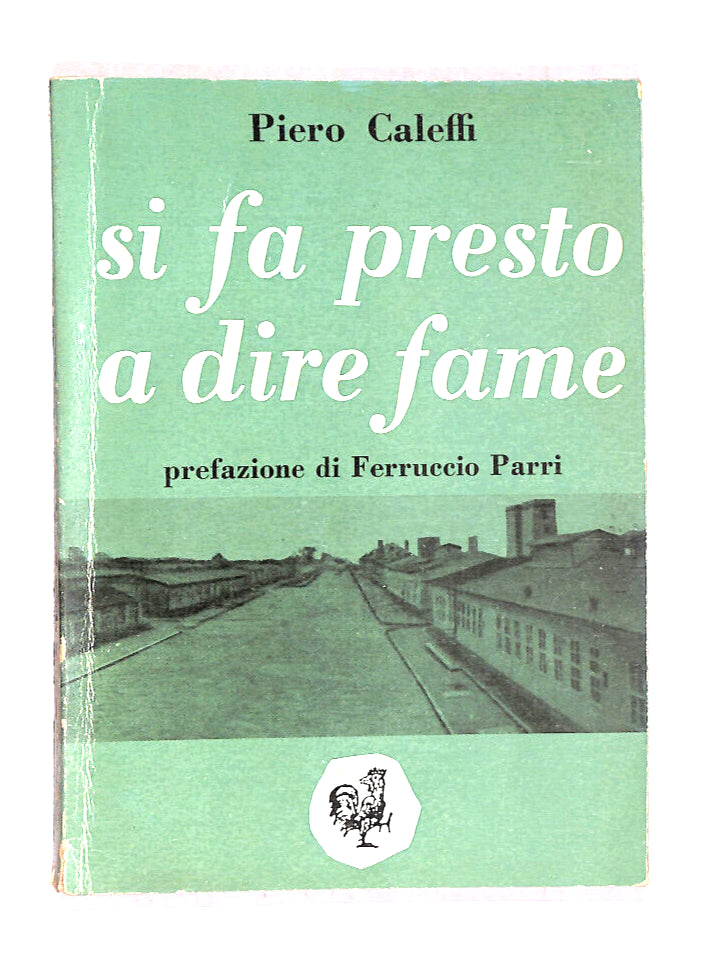 Piero Caleffi
si fa presto
a dire fame
prefazione di Ferruccio Parri